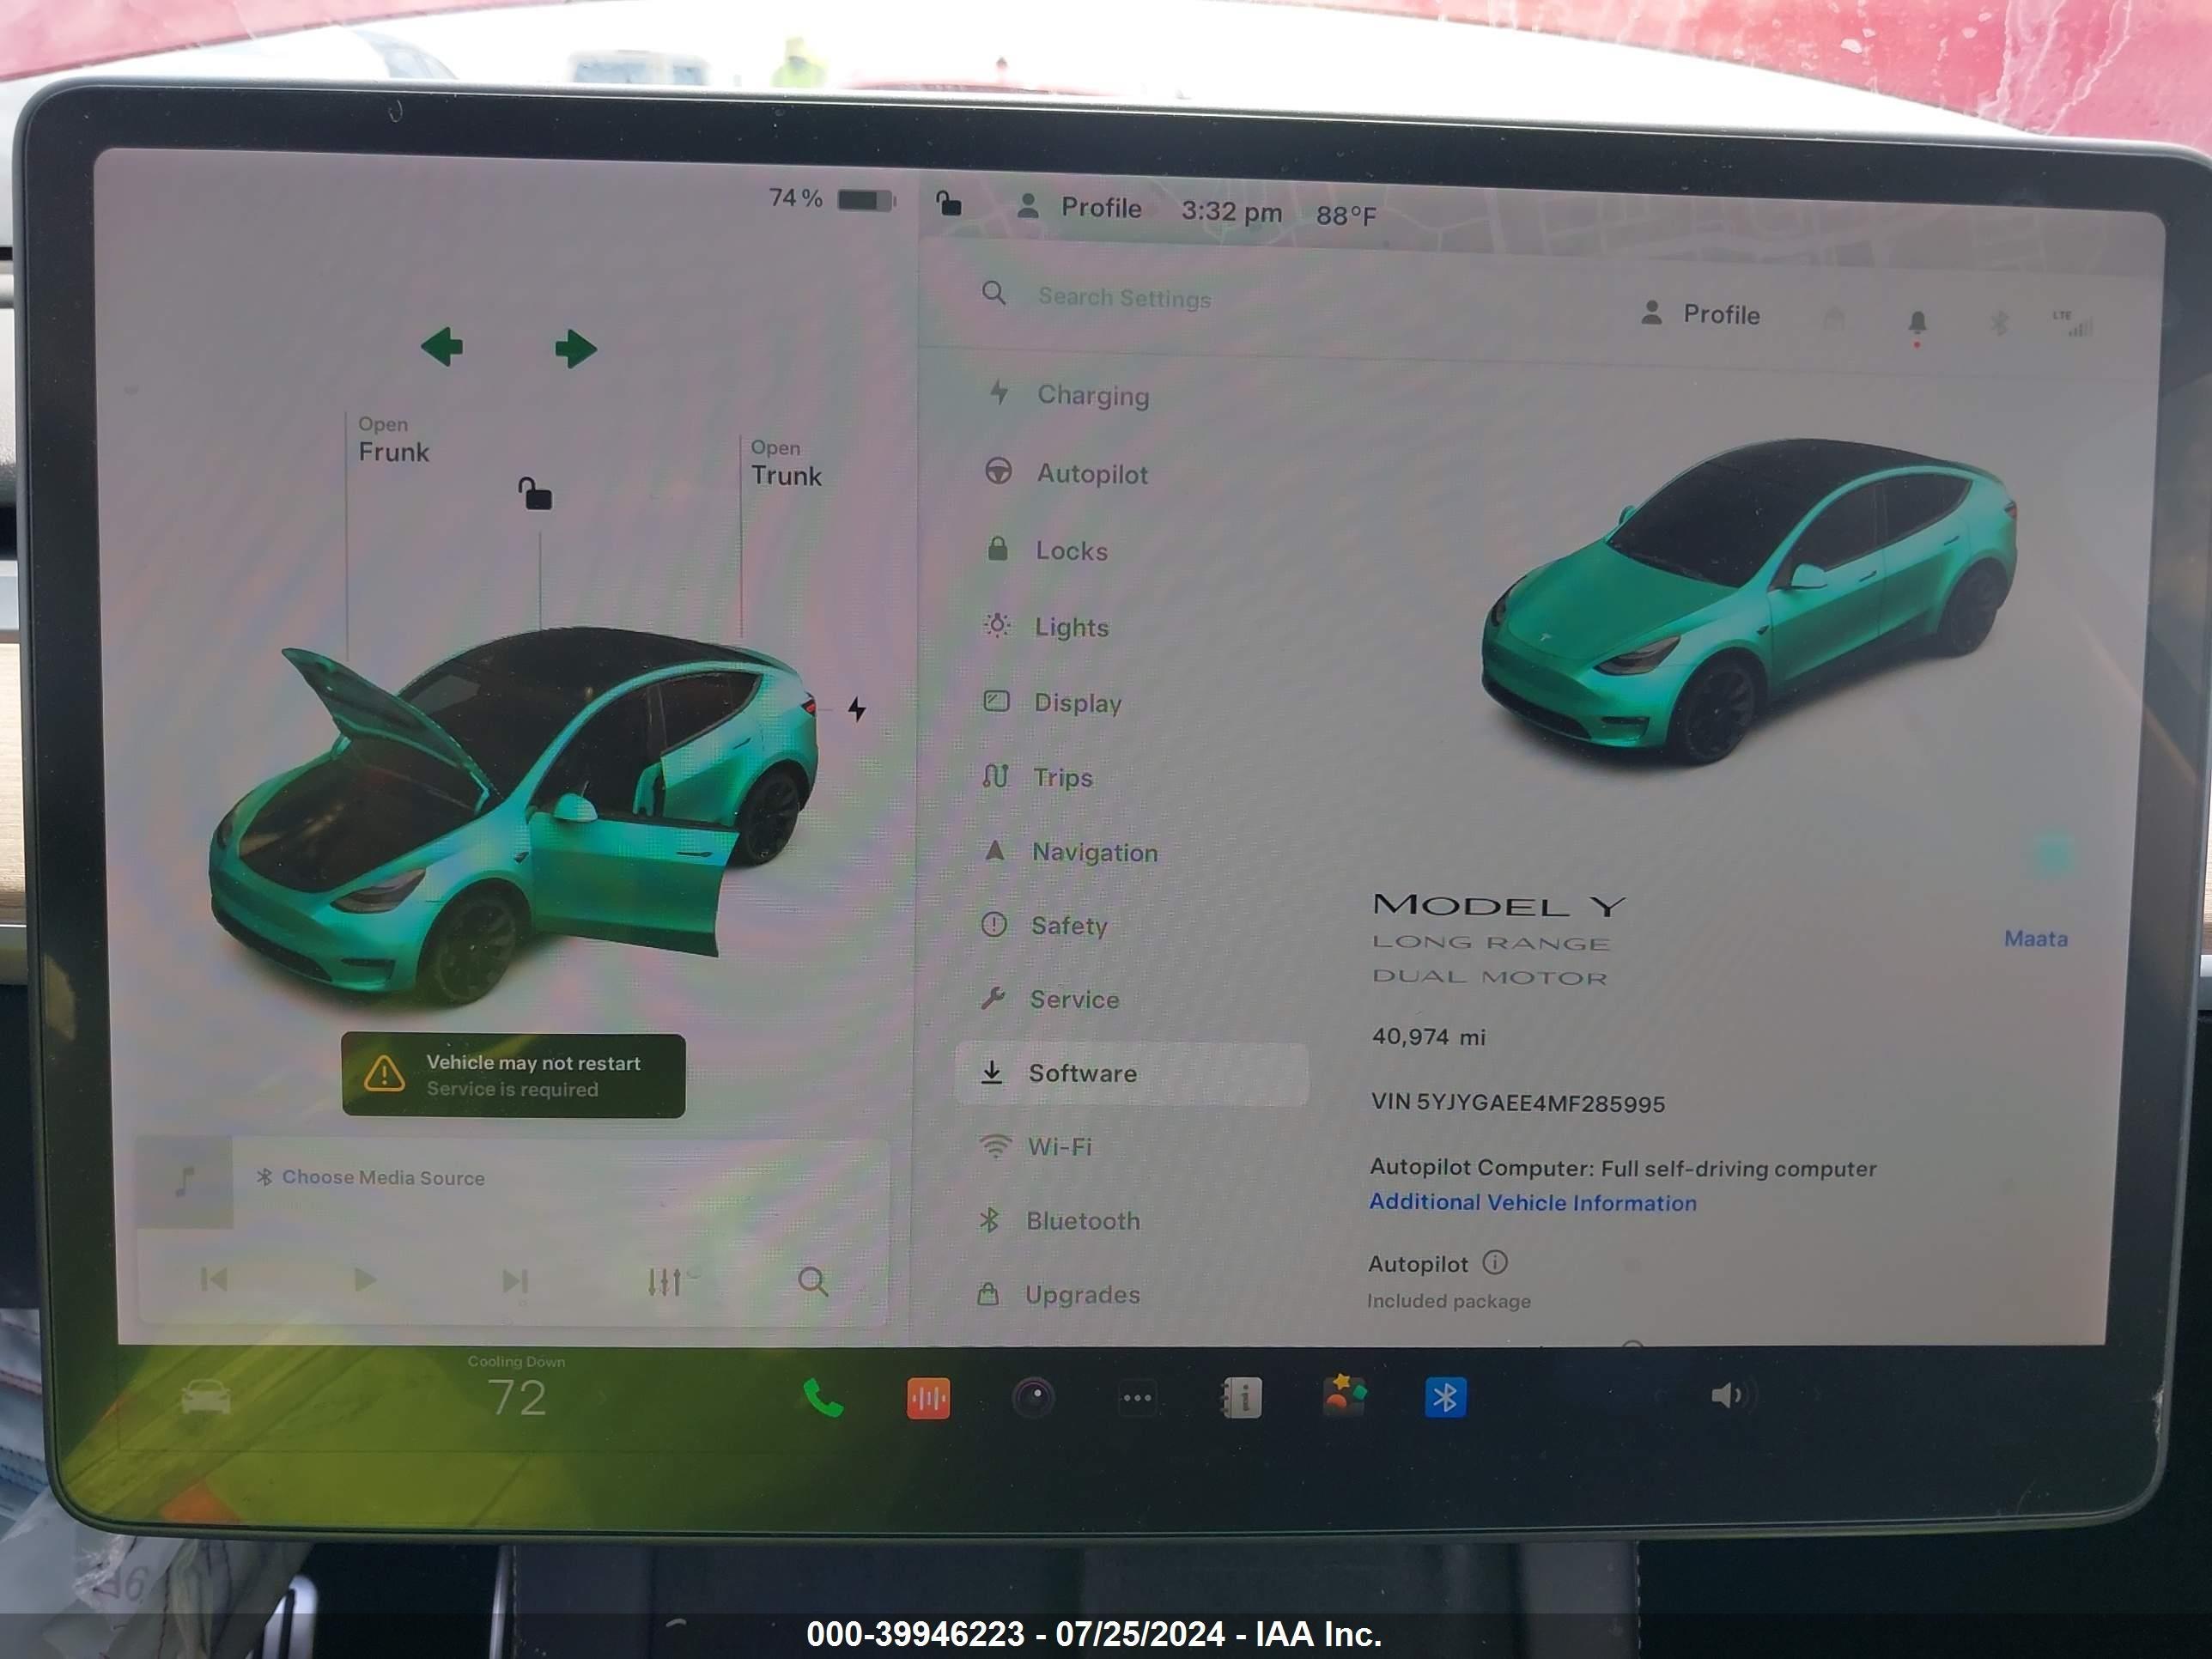 74%
Profile
3:32 pm
88°F
Search Settings
Profile
LTE
Open
Frunk
Open
Trunk
Vehicle may not restart
Service is required
Choose Media Source
Charging
Autopilot
Locks
Lights
Display
Trips
Navigation
Safety
Service
Software
Wi-Fi
Bluetooth
Upgrades
MODEL Y
LONG RANGE
DUAL MOTOR
Maata
40,974 mi
VIN 5YJYGAEE4MF285995
Autopilot Computer: Full self-driving computer
Additional Vehicle Information
Autopilot
Included package
Cooling Down
72
000-39946223 - 07/25/2024 - IAA Inc.